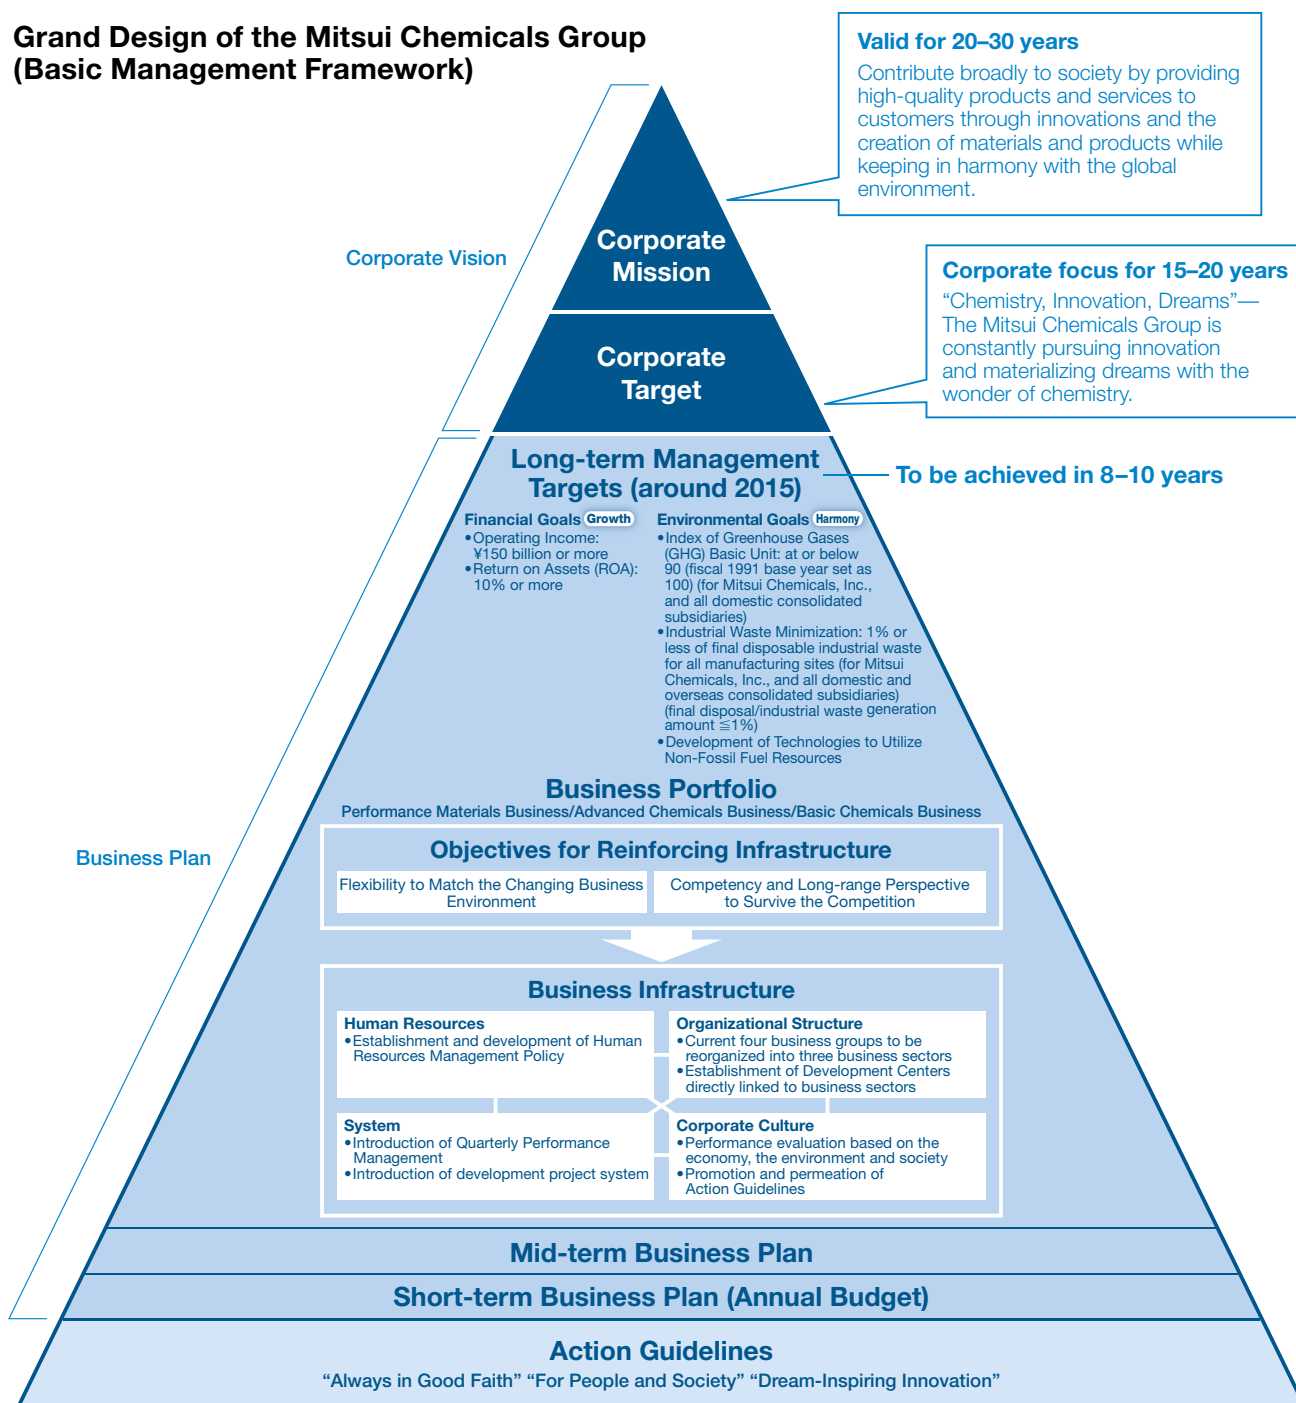 Grand Design of the Mitsui Chemicals Group
(Basic Management Framework)
Valid for 20–30 years
Contribute broadly to society by providing
high-quality products and services to
customers through innovations and the
creation of materials and products while
keeping in harmony with the global
environment.
Corporate Vision
Corporate
Mission
Corporate focus for 15–20 years
“Chemistry, Innovation, Dreams”—
The Mitsui Chemicals Group is
constantly pursuing innovation
and materializing dreams with the
wonder of chemistry.
Corporate
Target
Long-term Management
Targets (around 2015)
To be achieved in 8–10 years
Financial Goals Growth
•Operating Income:
¥150 billion or more
•Return on Assets (ROA):
10% or more
Environmental Goals Harmony
•Index of Greenhouse Gases
(GHG) Basic Unit: at or below
90 (fiscal 1991 base year set as
100) (for Mitsui Chemicals, Inc.,
and all domestic consolidated
subsidiaries)
•Industrial Waste Minimization: 1% or
less of final disposable industrial waste
for all manufacturing sites (for Mitsui
Chemicals, Inc., and all domestic and
overseas consolidated subsidiaries)
(final disposal/industrial waste generation
amount ≦1%)
•Development of Technologies to Utilize
Non-Fossil Fuel Resources
Business Portfolio
Performance Materials Business/Advanced Chemicals Business/Basic Chemicals Business
Business Plan
Objectives for Reinforcing Infrastructure
Flexibility to Match the Changing Business
Environment
Competency and Long-range Perspective
to Survive the Competition
Business Infrastructure
Human Resources
•Establishment and development of Human
Resources Management Policy
Organizational Structure
•Current four business groups to be
reorganized into three business sectors
•Establishment of Development Centers
directly linked to business sectors
System
•Introduction of Quarterly Performance
Management
•Introduction of development project system
Corporate Culture
•Performance evaluation based on the
economy, the environment and society
•Promotion and permeation of
Action Guidelines
Mid-term Business Plan
Short-term Business Plan (Annual Budget)
Action Guidelines
“Always in Good Faith” “For People and Society” “Dream-Inspiring Innovation”